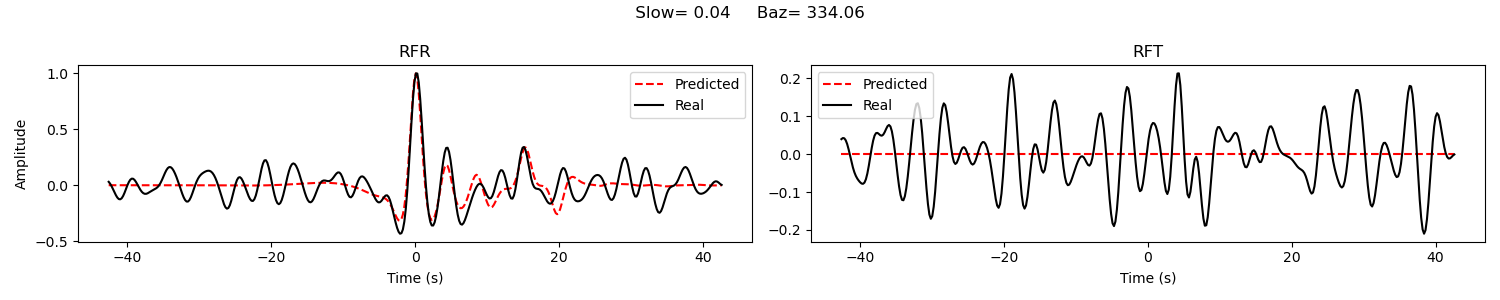 Slow= 0.04 Baz= 334.06
RFR
RFT
1.0
0.5
0.0
−0.5
Amplitude
Predicted
Real
−40
−20
0
20
40
Time (s)
0.2
0.1
0.0
−0.1
−0.2
Predicted
Real
−40
−20
0
20
40
Time (s)